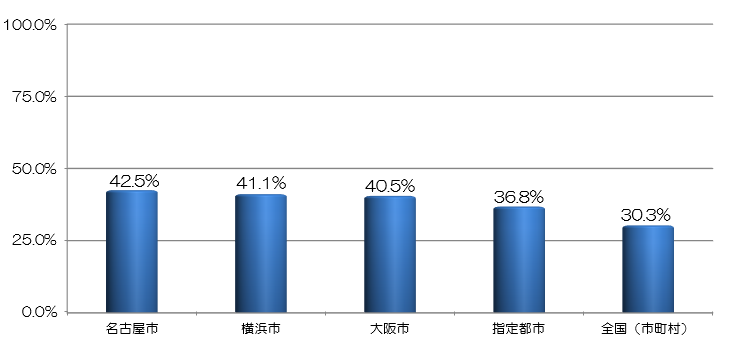 100.0%
75.0%
50.0%
25.0%
0.0%
42.5%
41.1%
40.5%
36.8%
30.3%
名古屋市
横浜市
大阪市
指定都市
全国（市町村）